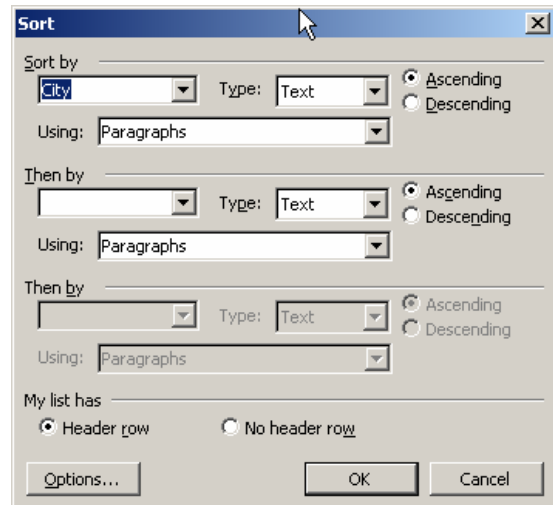 Sort
Sort by
City Type: Text Ascending
Descending
Using: Paragraphs
Then by
Type: Text Ascending
Descending
Using: Paragraphs
Then by
Type: Text Ascending
Descending
Using: Paragraphs
My list has
Header row No header row
Options... OK Cancel